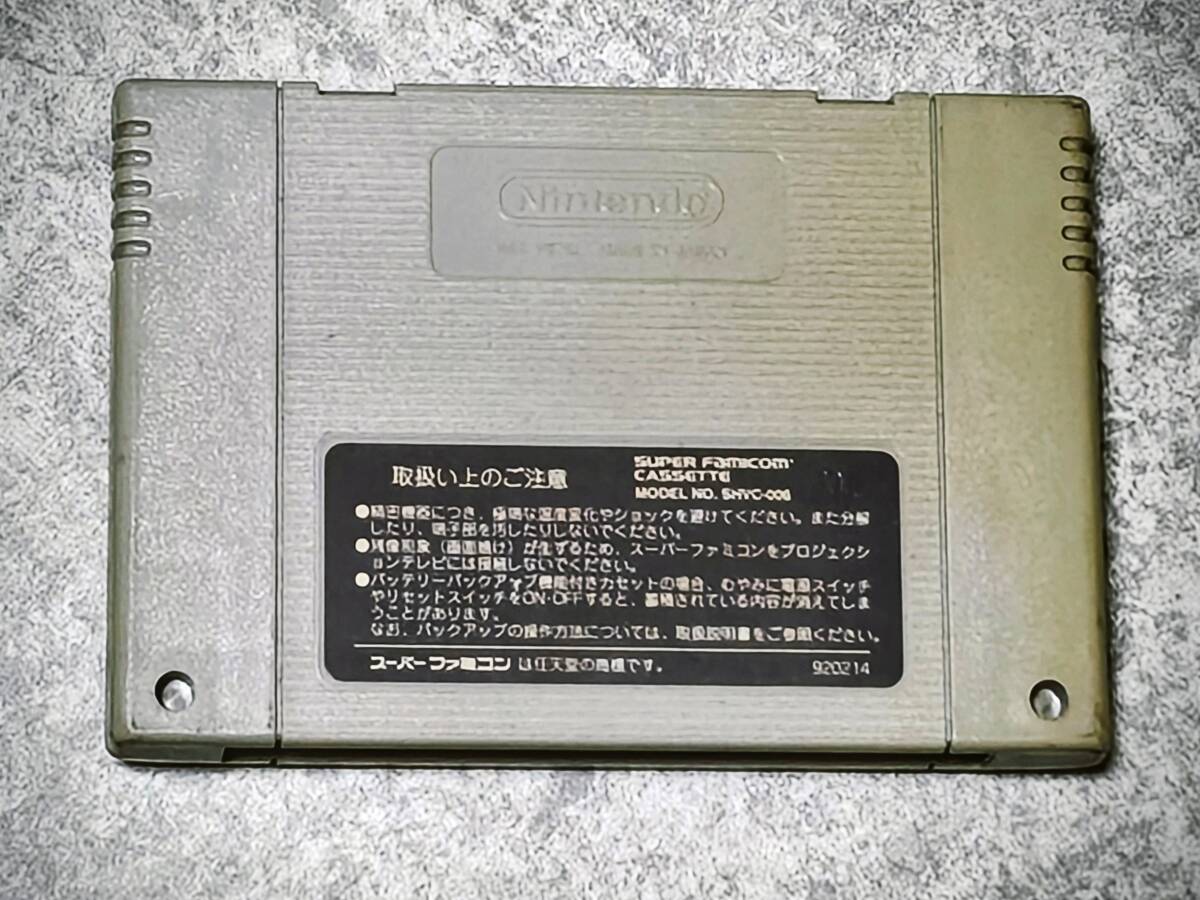 Nintendo
取扱い上のご注意
SUPER FAMICOM
CASSETTE
MODEL NO. SHVC-006
●精密機器につき、極端な温度変化やショックを避けてください。また分解
したり、端子部を汚したりしないでください。
●残像現象(画面焼け)が生ずるため、スーパーファミコンをプロジェクシ
ョンテレビには接続しないでください。
●バッテリーバックアップ機能付きカセットの場合、むやみに電源スイッチ
やリセットスイッチをON・OFFすると、蓄積されている内容が消えてしま
うことがあります。
なお、バックアップの操作方法については、取扱説明書をご参照ください。
スーパーファミコンは任天堂の商標です。
920214